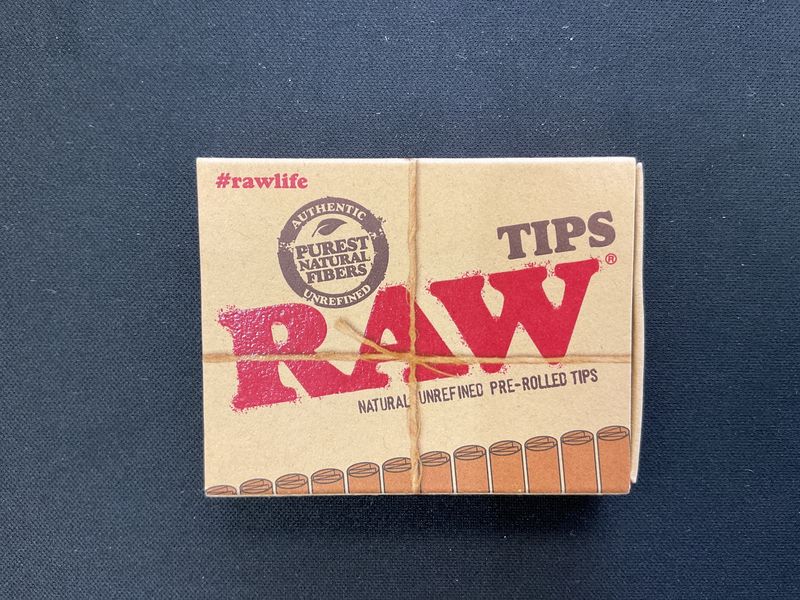 #rawlife
AUTHENTIC
PUREST
NATURAL
FIBERS
UNREFINED
TIPS
RAW®
NATURAL UNREFINED PRE-ROLLED TIPS